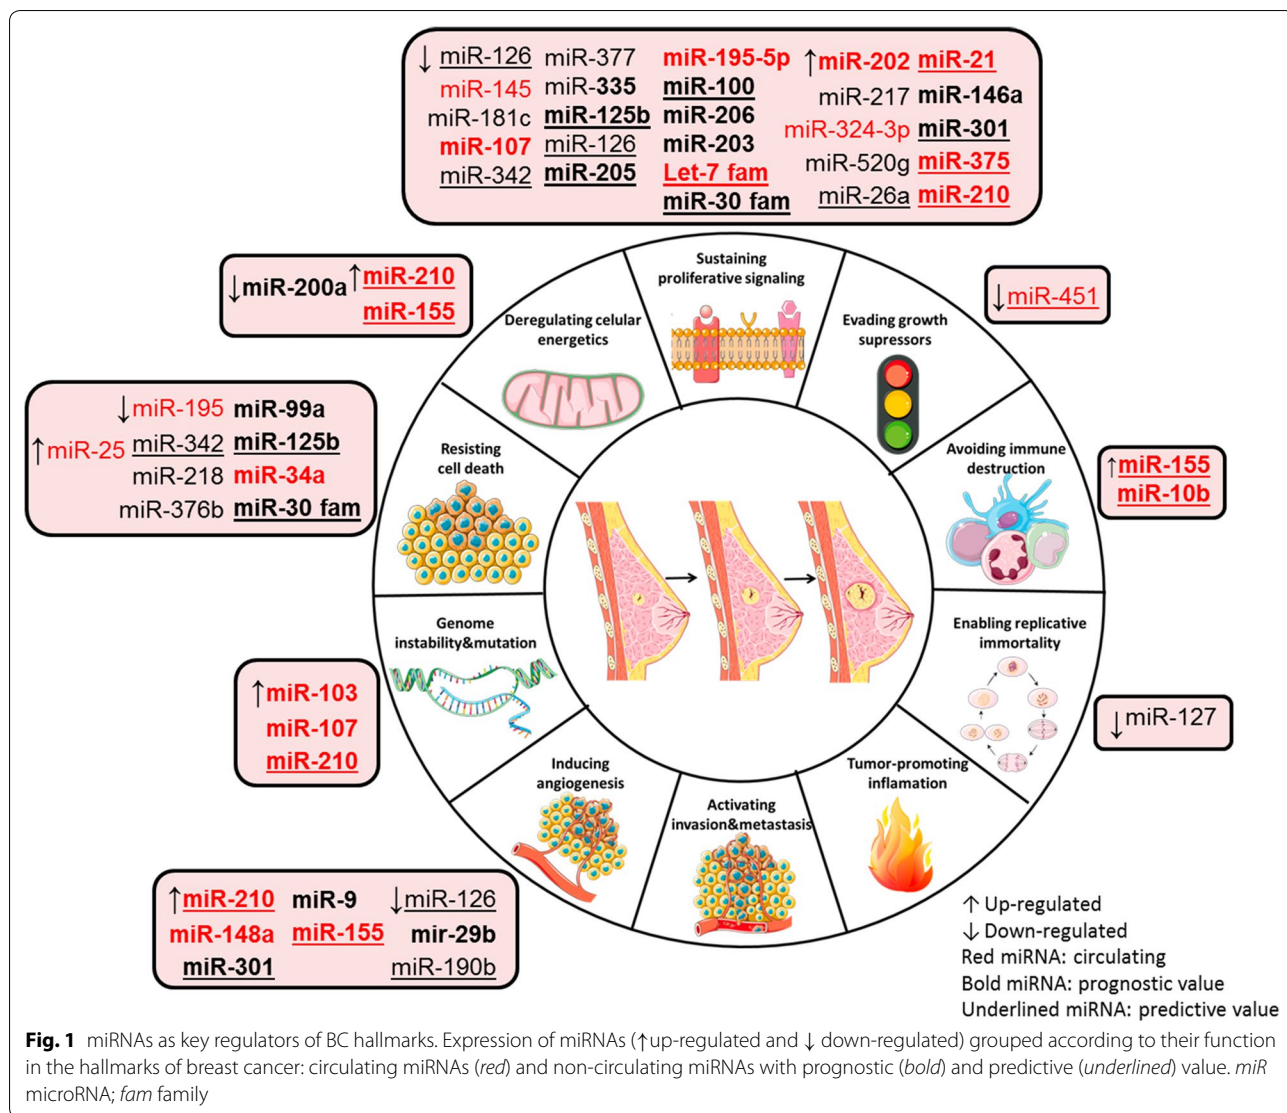 ↓ miR-126 miR-377 miR-195-5p ↑miR-202 miR-21
miR-145 miR-335 miR-100 miR-217 miR-146a
miR-181c miR-125b miR-206 miR-324-3p miR-301
miR-107 miR-126 miR-203 miR-520g miR-375
miR-342 miR-205 Let-7 fam miR-26a miR-210
miR-30 fam
↓miR-200a ↑miR-210
miR-155
Sustaining
proliferative signaling
Deregulating celular
energetics
Evading growth
supressors
↓miR-451
↓miR-195 miR-99a
↑miR-25 miR-342 miR-125b
miR-218 miR-34a
miR-376b miR-30 fam
Resisting
cell death
Avoiding immune
destruction
↑miR-155
miR-10b
Genome
instability&mutation
Enabling replicative
immortality
↑miR-103
miR-107
miR-210
↓miR-127
Inducing
angiogenesis
Activating
invasion&metastasis
Tumor-promoting
inflamation
↑miR-210 miR-9 ↓miR-126
miR-148a miR-155 mir-29b
miR-301 miR-190b
↑ Up-regulated
↓ Down-regulated
Red miRNA: circulating
Bold miRNA: prognostic value
Underlined miRNA: predictive value
Fig. 1 miRNAs as key regulators of BC hallmarks. Expression of miRNAs (↑up-regulated and ↓ down-regulated) grouped according to their function
in the hallmarks of breast cancer: circulating miRNAs (red) and non-circulating miRNAs with prognostic (bold) and predictive (underlined) value. miR
microRNA; fam family